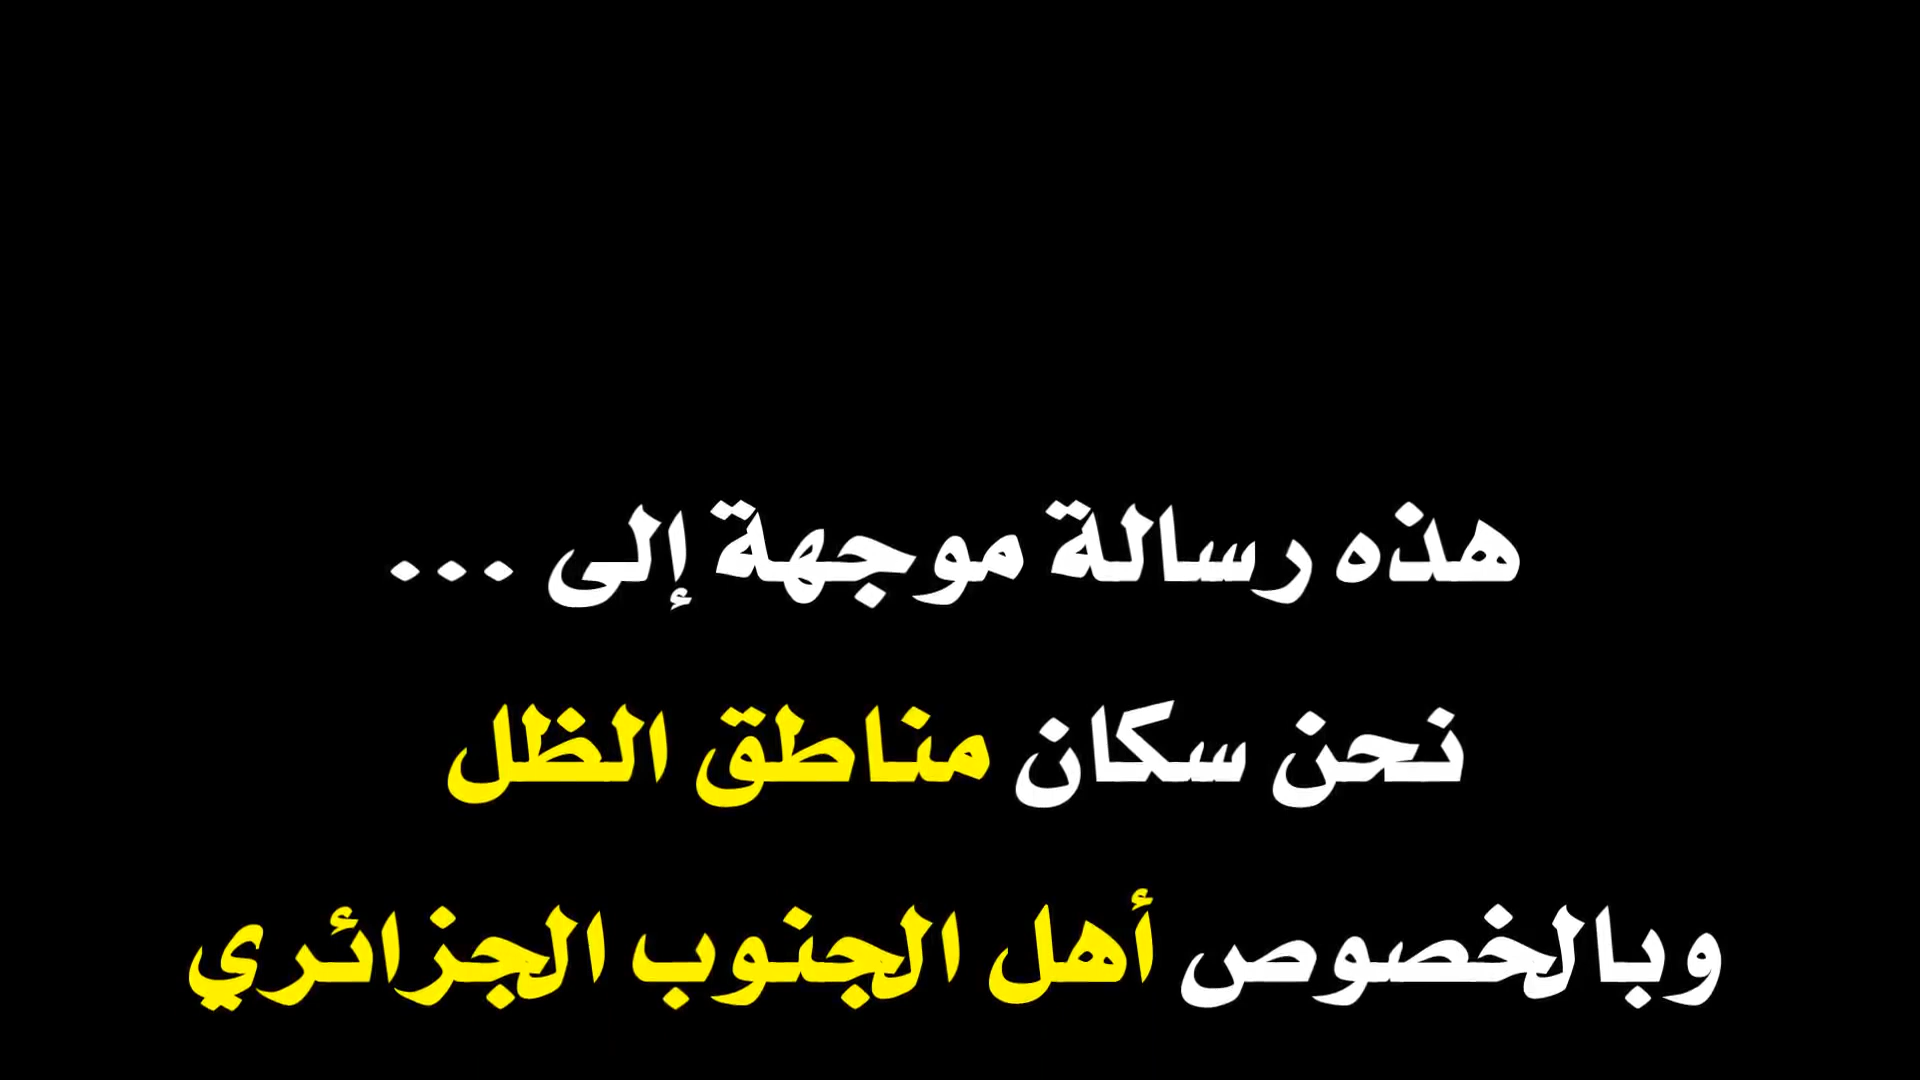 هذه رسالة موجهة إلى ...
نحن سكان مناطق الظل
وبالخصوص أهل الجنوب الجزائري